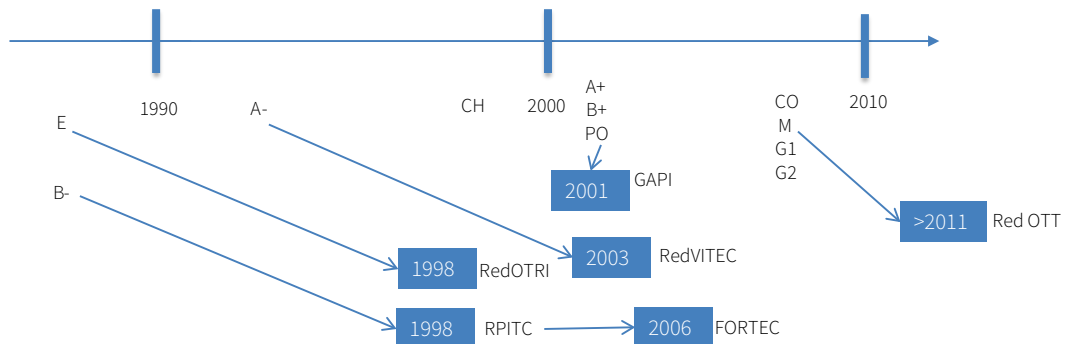 1990
2000
2010
E
B-
A-
CH
A+
B+
PO
CO
M
G1
G2
2001
GAPI
>2011
Red OTT
1998
RedOTRI
2003
RedVITEC
1998
RPITC
2006
FORTEC